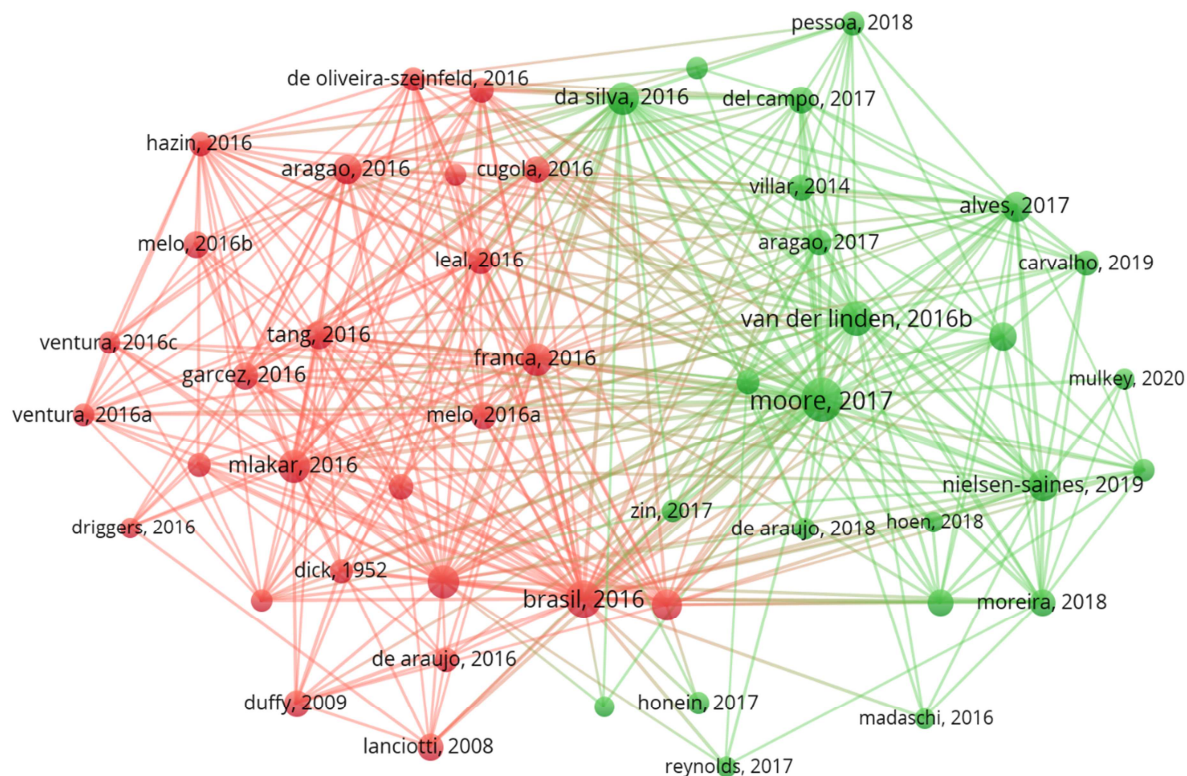 pessoa, 2018
de oliveira-szejnfeld, 2016
da silva, 2016
del campo, 2017
hazin, 2016
aragao, 2016
cugola, 2016
villar, 2014
alves, 2017
melo, 2016b
leal, 2016
aragao, 2017
carvalho, 2019
ventura, 2016c
tang, 2016
van der linden, 2016b
garcez, 2016
franca, 2016
mulkey, 2020
ventura, 2016a
melo, 2016a
moore, 2017
mlakar, 2016
nielsen-saines, 2019
driggers, 2016
zin, 2017
de araujo, 2018
hoen, 2018
dick, 1952
brasil, 2016
moreira, 2018
de araujo, 2016
duffy, 2009
honein, 2017
madaschi, 2016
lanciotti, 2008
reynolds, 2017